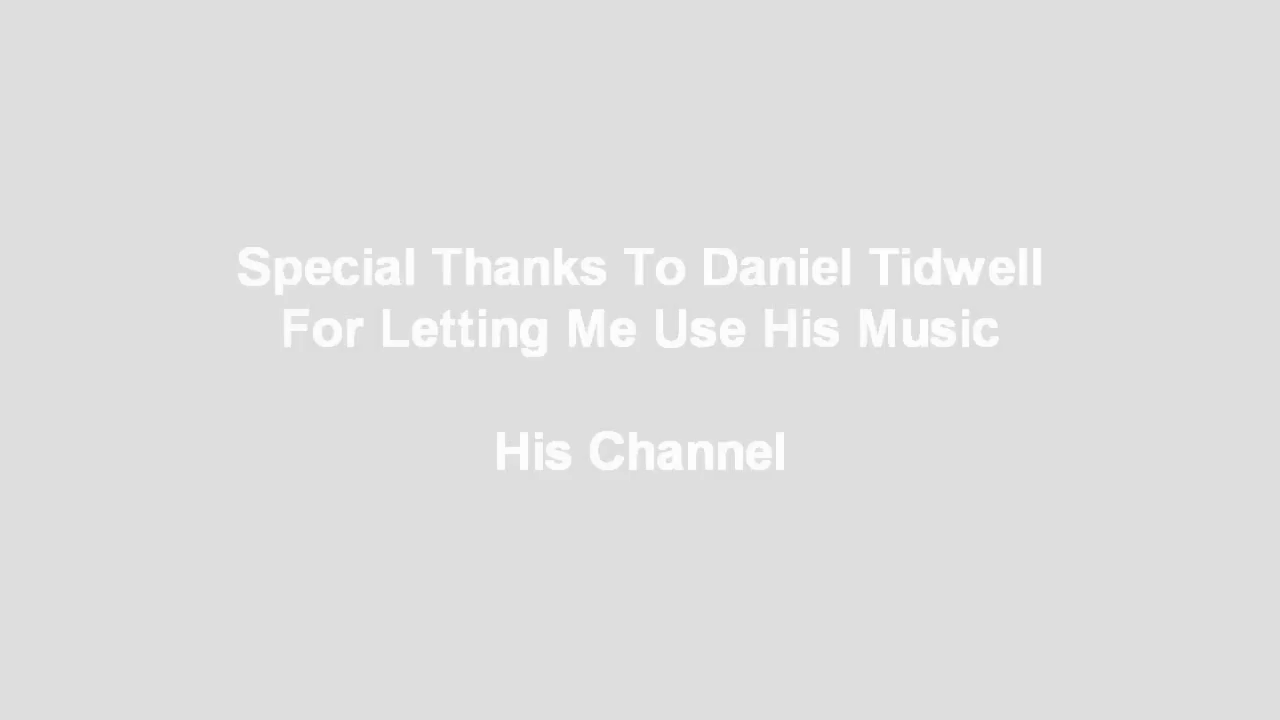 Special Thanks To Daniel Tidwell
For Letting Me Use His Music
His Channel